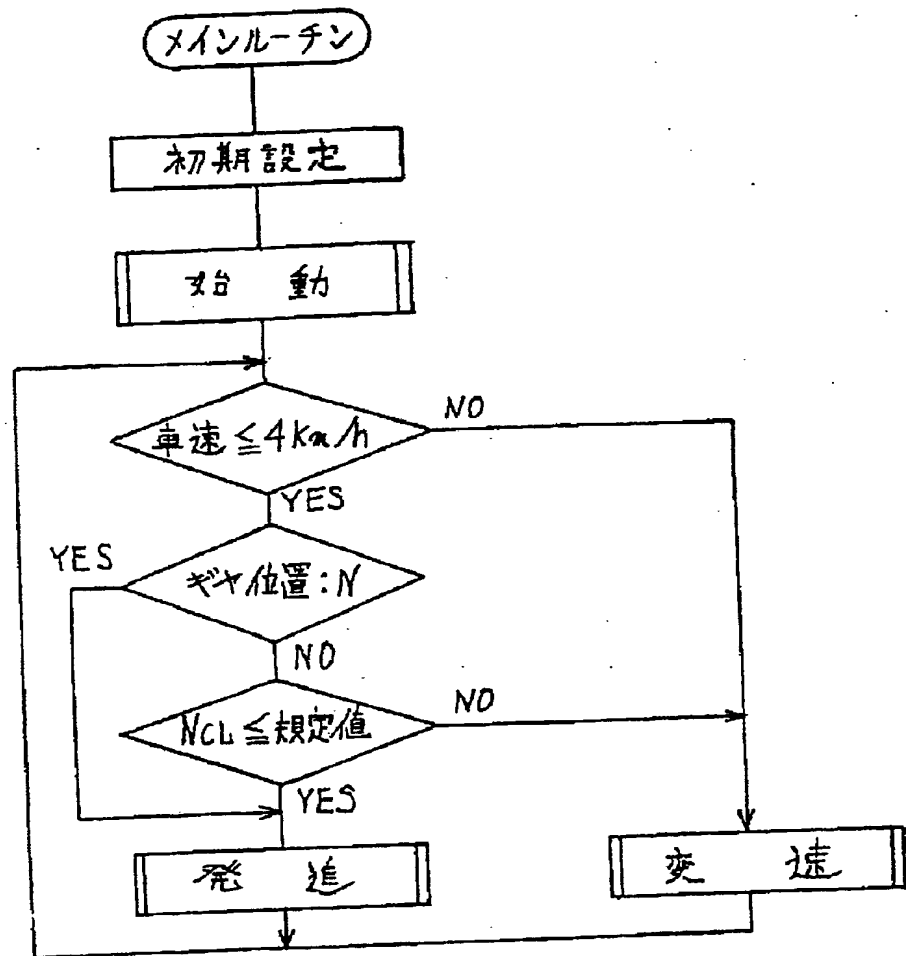 メインルーチン
初期設定
始動
車速≦4Km/h
NO
YES
ギヤ位置:N
YES
NO
NCL≦規定値
NO
YES
発進
変速